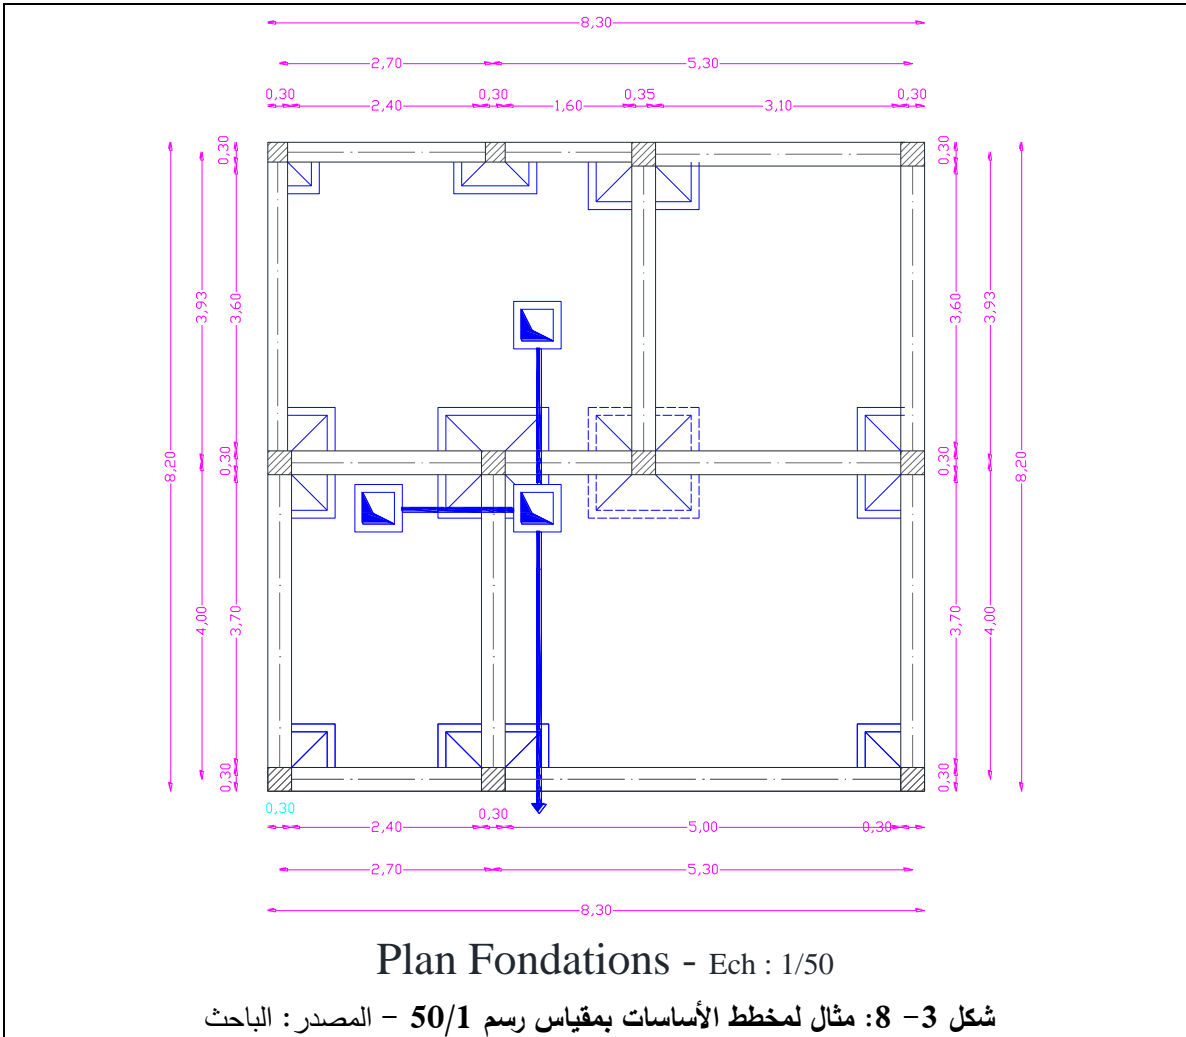 8,30
2,70 5,30
0,30 0,30 0,35 0,30
2,40 1,60 3,10
0,30 0,30
8,20 3,93 3,60 3,60 3,93 8,20
0,30 0,30
4,00 3,70 3,70 4,00
0,30 0,30
0,30 0,30
2,40 5,00 0,30
2,70 5,30
8,30
Plan Fondations - Ech : 1/50
شكل 3- 8: مثال لمخطط الأساسات بمقياس رسم 50/1 - المصدر: الباحث